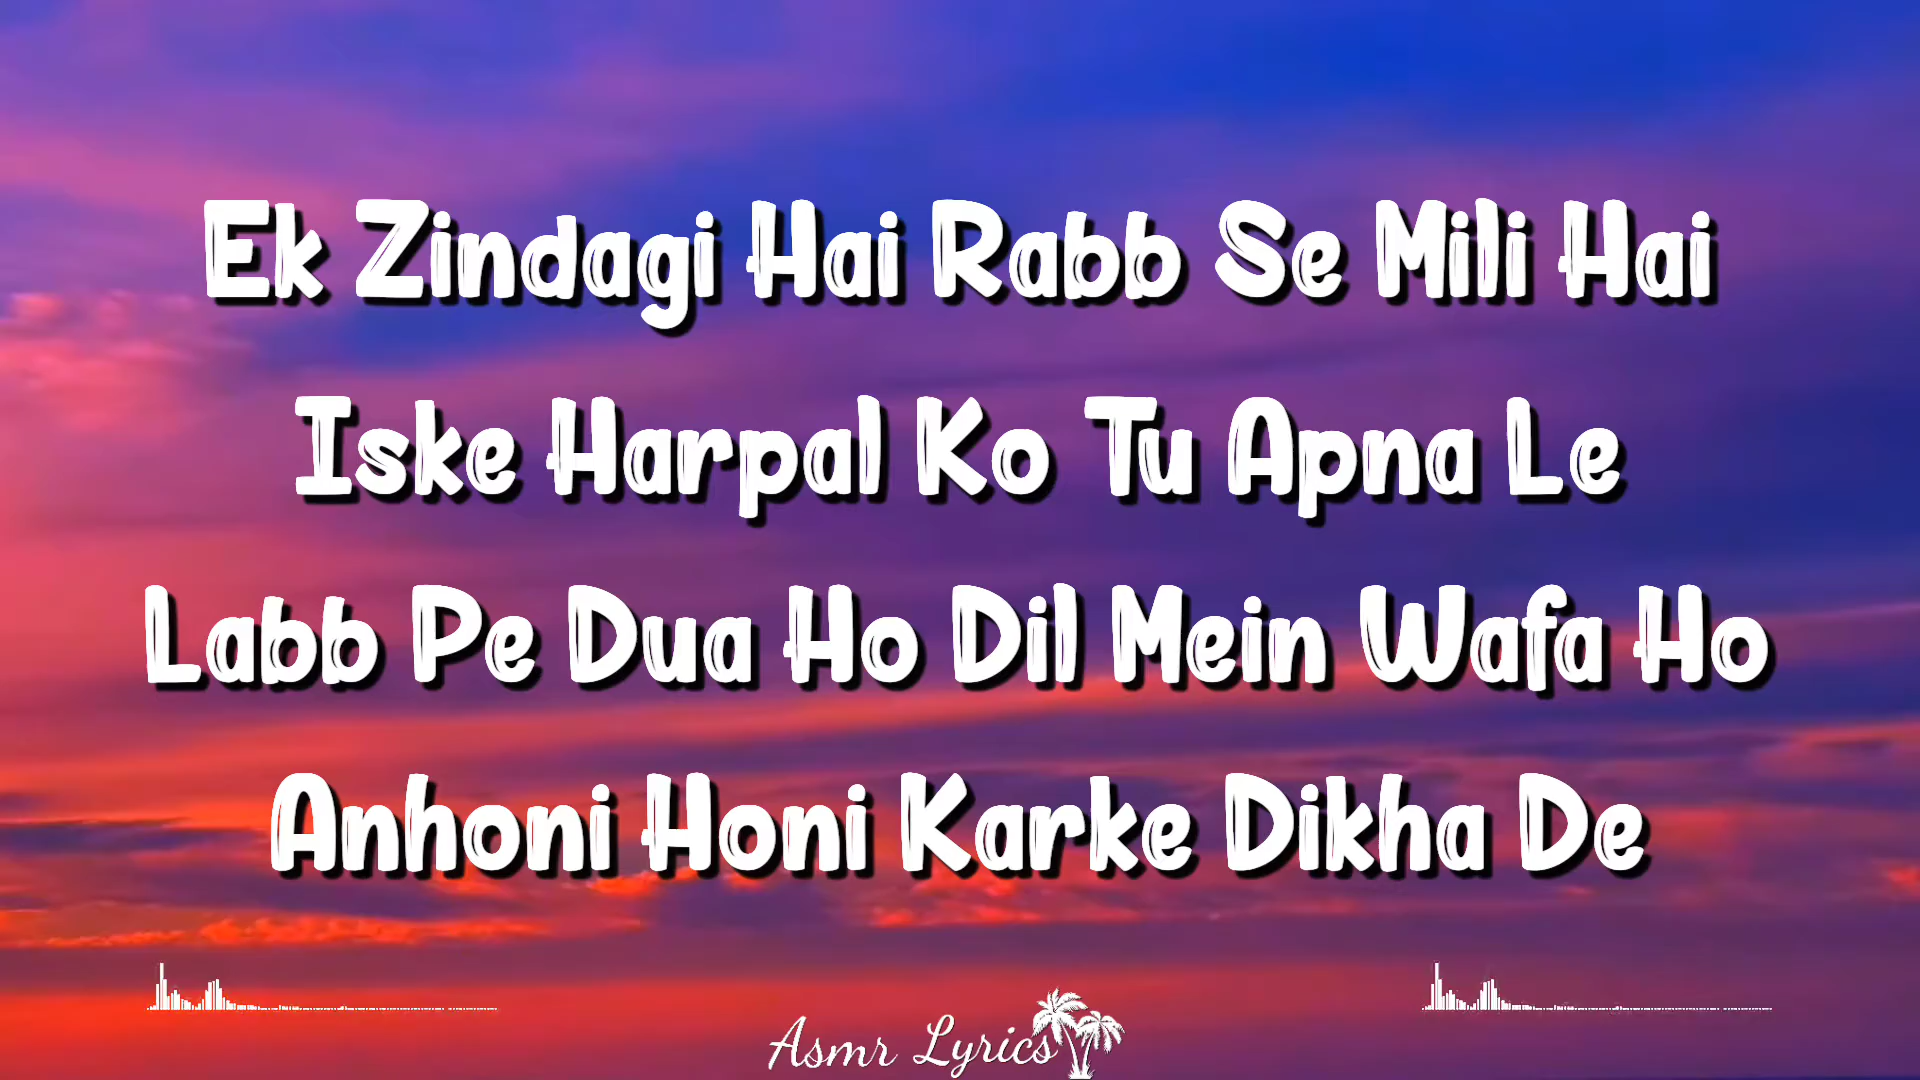 Ek Zindagi Hai Rabb Se Mili Hai
Iske Harpal Ko Tu Apna Le
Labb Pe Dua Ho Dil Mein Wafa Ho
Anhoni Honi Karke Dikha De
Asmr Lyrics